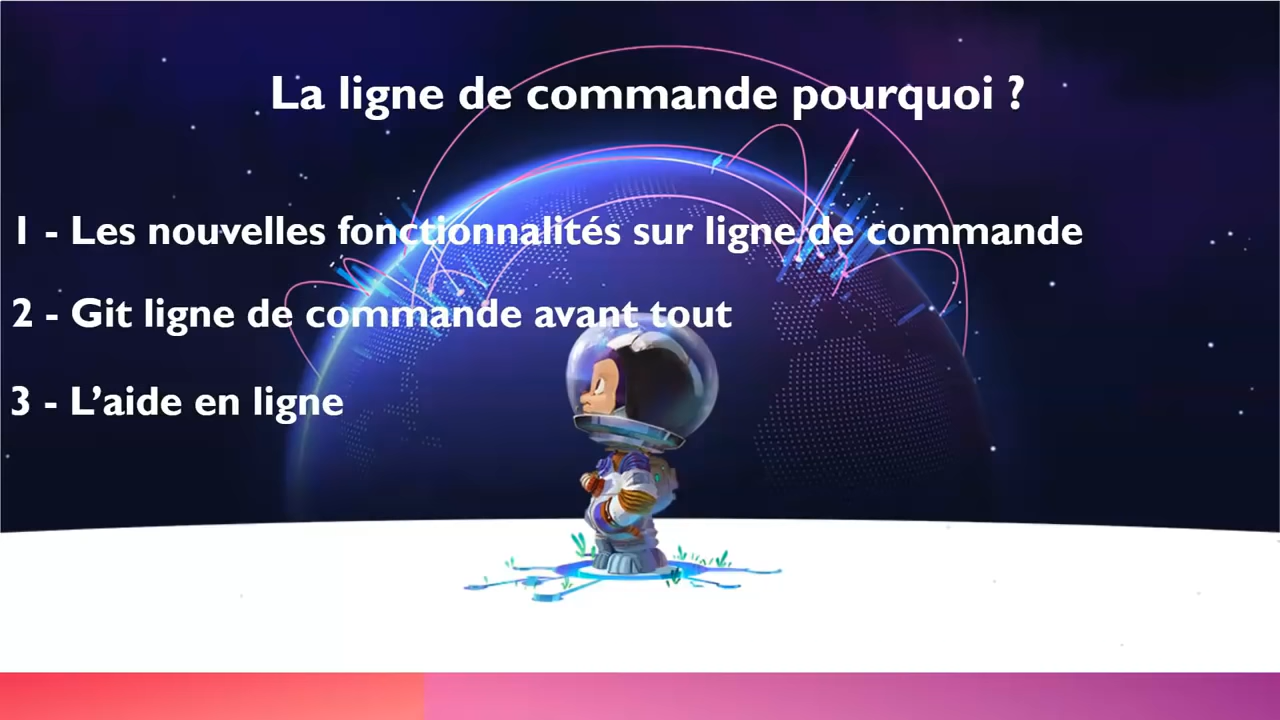 La ligne de commande pourquoi ?
1 - Les nouvelles fonctionnalités sur ligne de commande
2 - Git ligne de commande avant tout
3 - L’aide en ligne